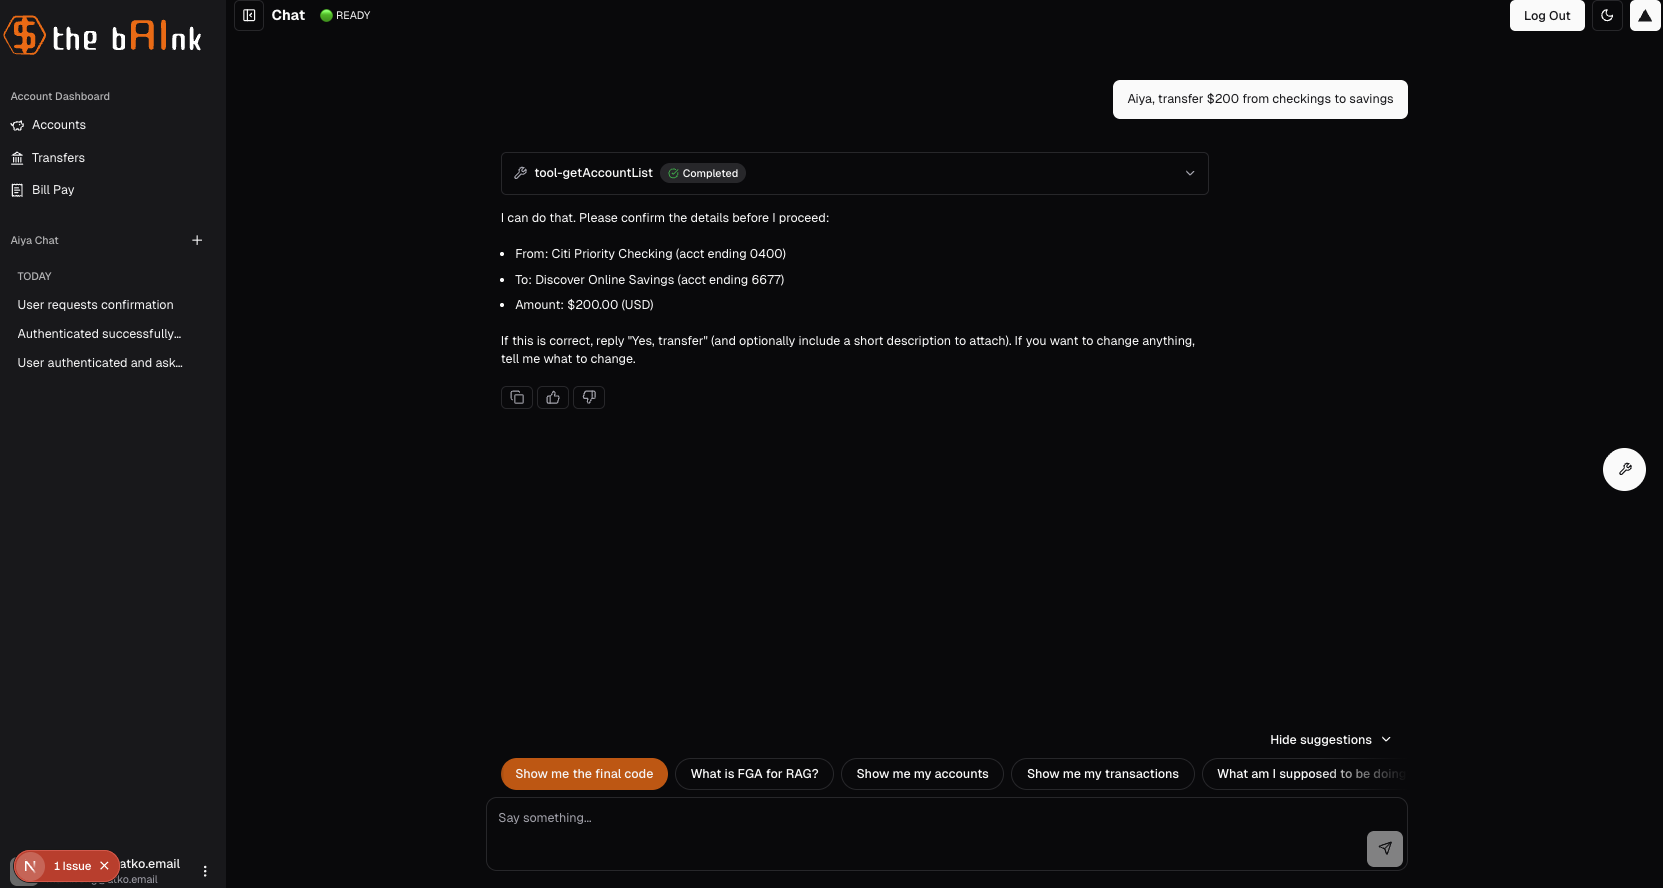 the bAInk
Chat
READY
Log Out
Account Dashboard
Accounts
Transfers
Bill Pay
Aiya Chat
TODAY
User requests confirmation
Authenticated successfully...
User authenticated and ask...
Aiya, transfer $200 from checkings to savings
tool-getAccountList
Completed
I can do that. Please confirm the details before I proceed:
• From: Citi Priority Checking (acct ending 0400)
• To: Discover Online Savings (acct ending 6677)
• Amount: $200.00 (USD)
If this is correct, reply "Yes, transfer" (and optionally include a short description to attach). If you want to change anything,
tell me what to change.
Hide suggestions
Show me the final code
What is FGA for RAG?
Show me my accounts
Show me my transactions
What am I supposed to be doing
Say something...
N
1 Issue
atko.email
atko.email